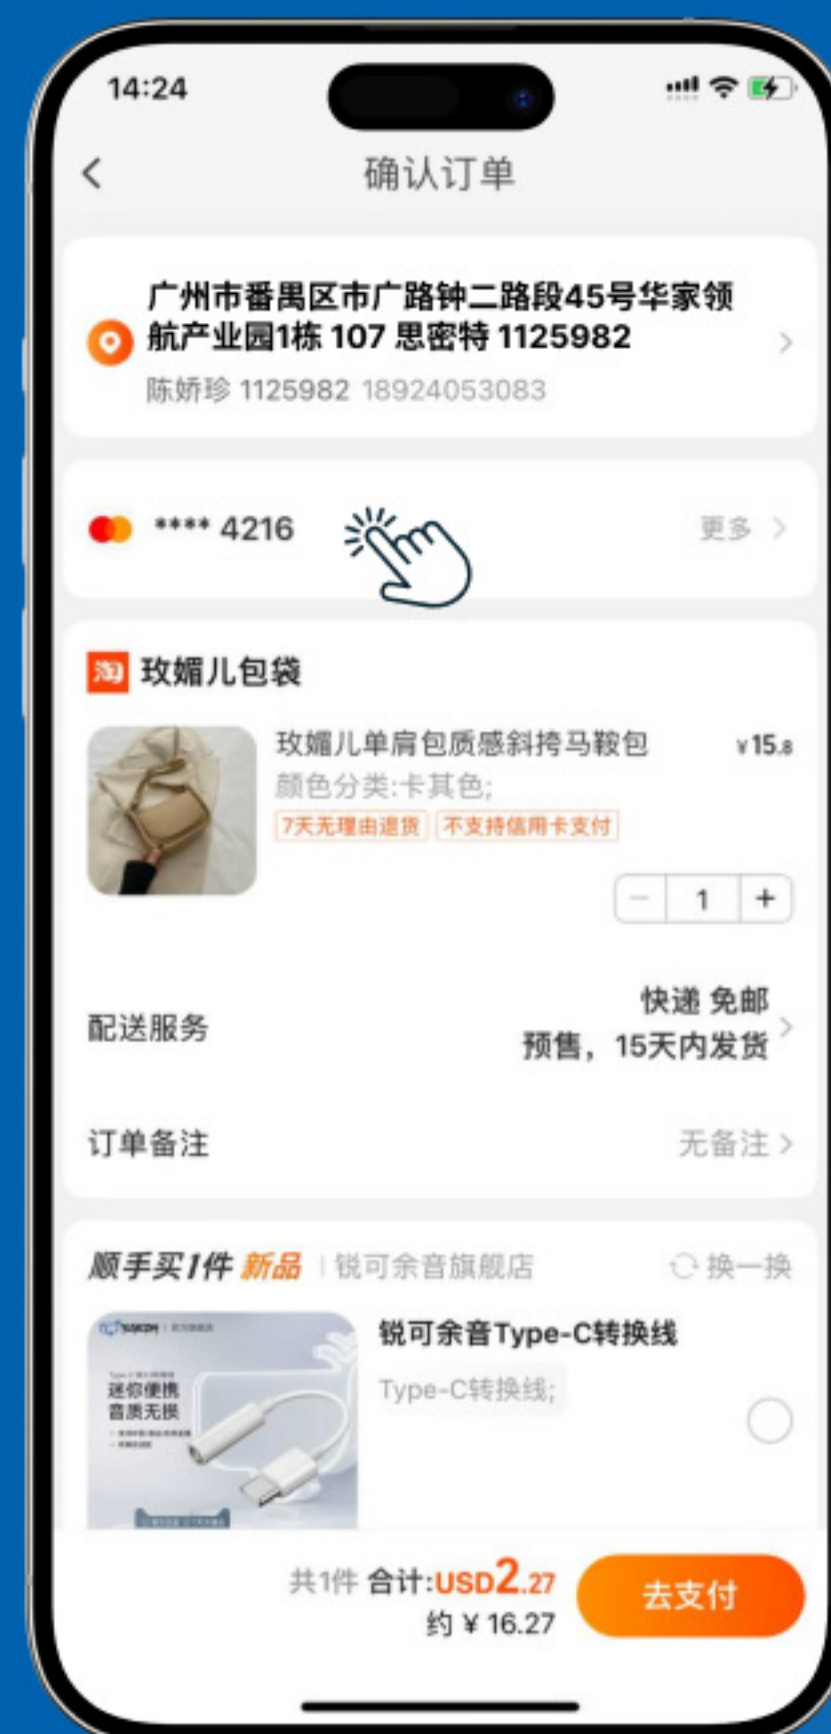 14:24
确认订单
广州市番禺区市广路钟二路段45号华家领
航产业园1栋 107 思密特 1125982
陈娇珍 1125982 18924053083
**** 4216
更多
淘 玫媚儿包袋
玫媚儿单肩包质感斜挎马鞍包
¥15.8
颜色分类:卡其色;
7天无理由退货 不支持信用卡支付
1
配送服务
快递 免邮
预售，15天内发货
订单备注
无备注
顺手买1件 新品 锐可余音旗舰店
换一换
锐可余音Type-C转换线
Type-C转换线;
迷你便携
音质无损
共1件 合计:USD2.27
约 ¥ 16.27
去支付